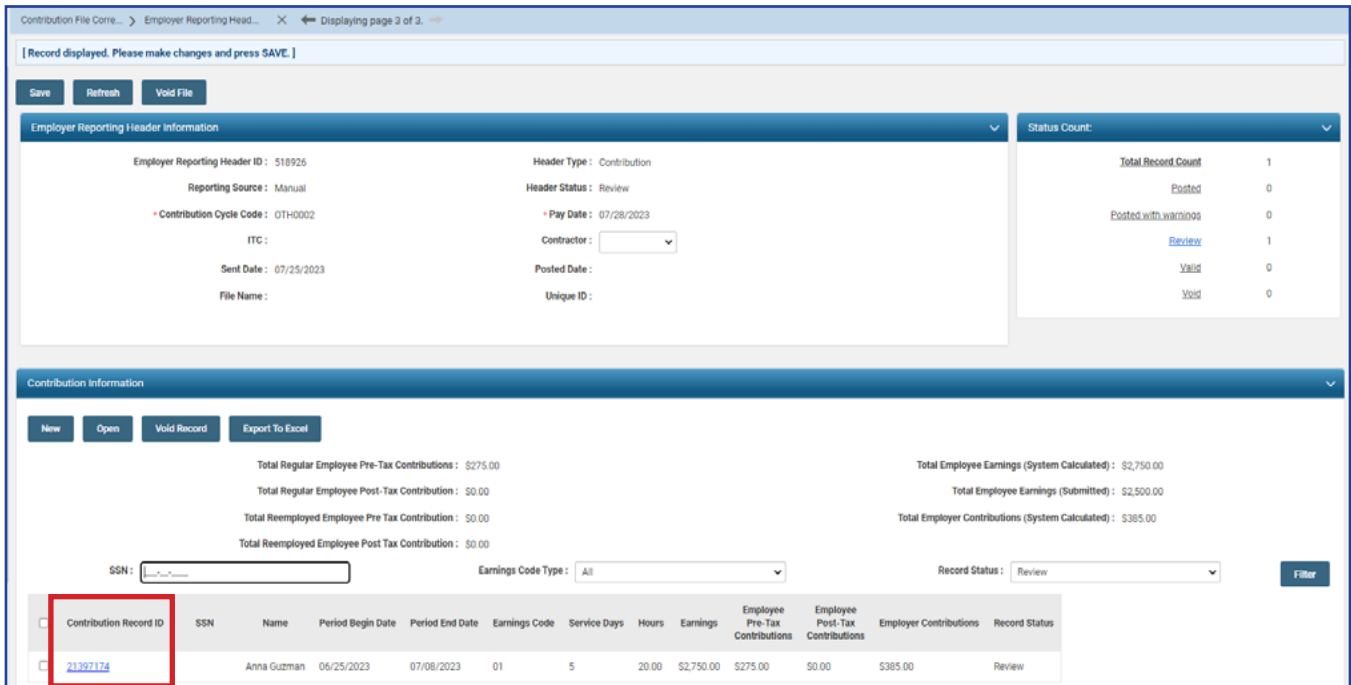 Contribution File Corre... > Employer Reporting Head... X Displaying page 3 of 3.
[ Record displayed. Please make changes and press SAVE. ]
Save Refresh Void File
Employer Reporting Header Information Status Count:
Employer Reporting Header ID : 518926 Header Type : Contribution Total Record Count 1
Reporting Source : Manual Header Status : Review Posted 0
* Contribution Cycle Code : OTH0002 * Pay Date : 07/28/2023 Posted with warnings 0
ITC : Contractor : Review 1
Sent Date : 07/25/2023 Posted Date : Valid 0
File Name : Unique ID : Void 0
Contribution Information
New Open Void Record Export To Excel
Total Regular Employee Pre-Tax Contributions : $275.00 Total Employee Earnings (System Calculated) : $2,750.00
Total Regular Employee Post-Tax Contribution : $0.00 Total Employee Earnings (Submitted) : $2,500.00
Total Reemployed Employee Pre Tax Contribution : $0.00 Total Employer Contributions (System Calculated) : $385.00
Total Reemployed Employee Post Tax Contribution : $0.00
SSN : ___-__-____ Earnings Code Type : All Record Status : Review Filter
Contribution Record ID SSN Name Period Begin Date Period End Date Earnings Code Service Days Hours Earnings Employee Pre-Tax Contributions Employee Post-Tax Contributions Employer Contributions Record Status
21397174 Anna Guzman 06/25/2023 07/08/2023 01 5 20.00 $2,750.00 $275.00 $0.00 $385.00 Review